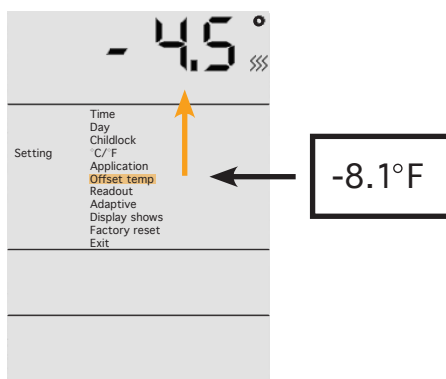 - 4.5°
Time
Day
Childlock
Setting °C/°F
Application
Offset temp
Readout
Adaptive
Display shows
Factory reset
Exit
-8.1°F